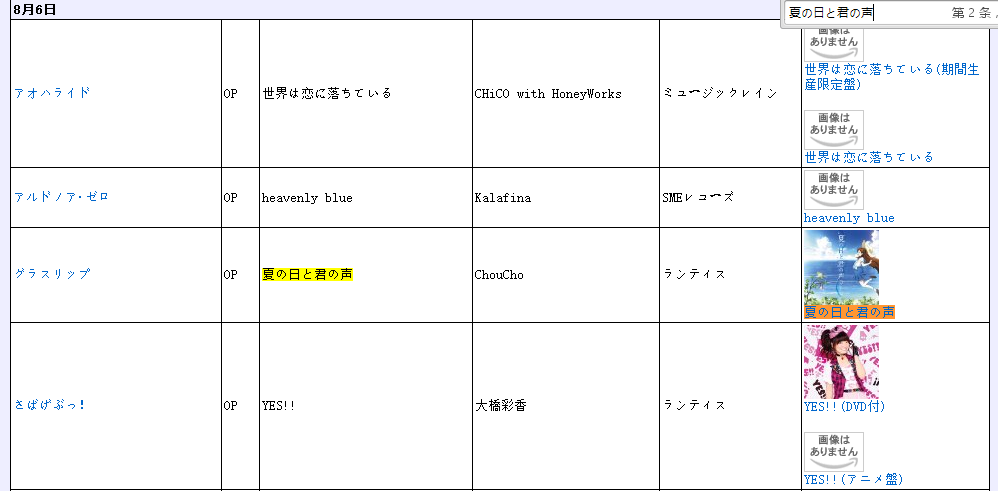 8月6日
夏の日と君の声
第 2 条
アオハライド
OP
世界は恋に落ちている
CHiCO with HoneyWorks
ミュージックレイン
画像は
ありません
世界は恋に落ちている(期間生
産限定盤)
画像は
ありません
世界は恋に落ちている
アルドノア・ゼロ
OP
heavenly blue
Kalafina
SMEレコーズ
画像は
ありません
heavenly blue
グラスリップ
OP
夏の日と君の声
ChouCho
ランティス
夏の日と君の声
夏の日と君の声
さばげぶっ!
OP
YES!!
大橋彩香
ランティス
YES!!(DVD付)
画像は
ありません
YES!!(アニメ盤)